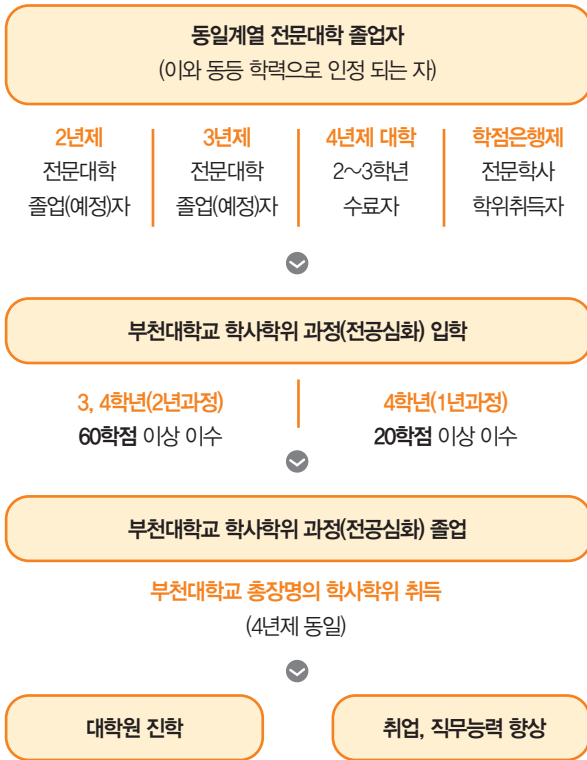 동일계열 전문대학 졸업자
(이와 동등 학력으로 인정 되는 자)
2년제
전문대학
졸업(예정)자
3년제
전문대학
졸업(예정)자
4년제 대학
2~3학년
수료자
학점은행제
전문학사
학위취득자
부천대학교 학사학위 과정(전공심화) 입학
3, 4학년(2년과정)
60학점 이상 이수
4학년(1년과정)
20학점 이상 이수
부천대학교 학사학위 과정(전공심화) 졸업
부천대학교 총장명의 학사학위 취득
(4년제 동일)
대학원 진학
취업, 직무능력 향상